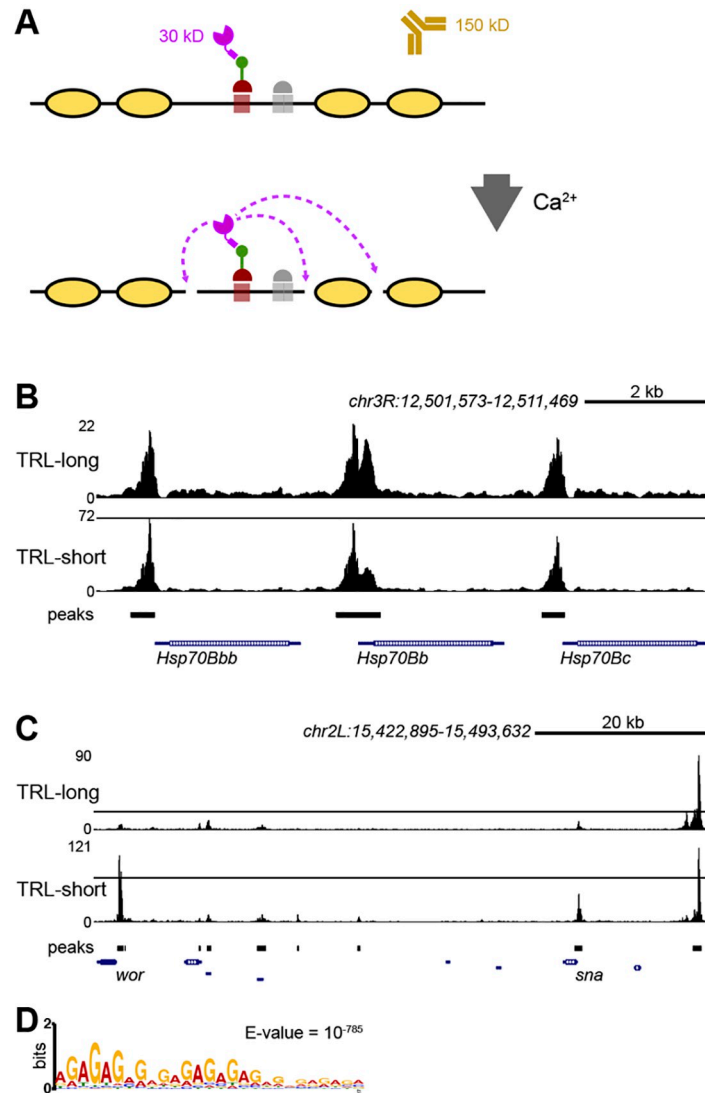 A
30 kD
150 kD
Ca2+
B
chr3R:12,501,573-12,511,469
2 kb
22
TRL-long
0
72
TRL-short
0
peaks
Hsp70Bbb
Hsp70Bb
Hsp70Bc
C
chr2L:15,422,895-15,493,632
20 kb
90
TRL-long
0
121
TRL-short
0
peaks
wor
sna
D
2
bits
0
E-value = 10-785
AGAGAGAGAGAGAGAG